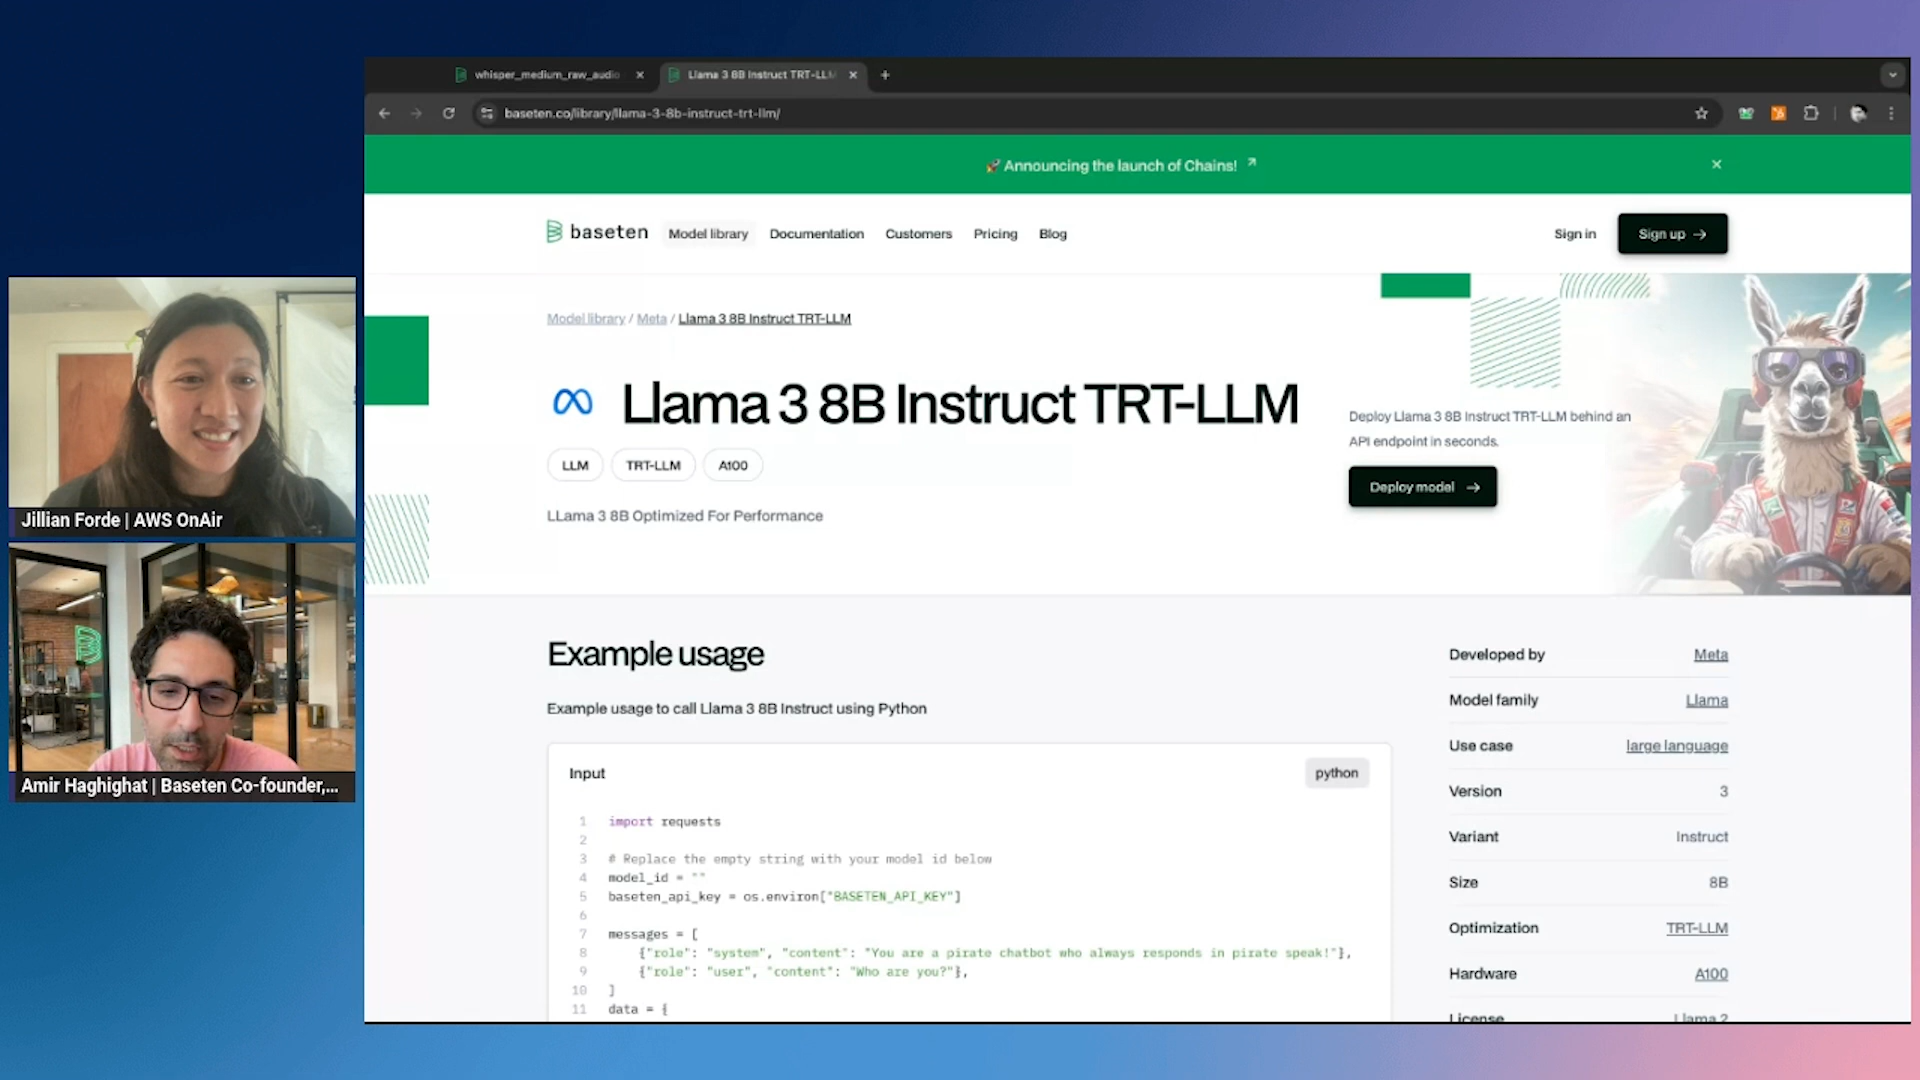 whisper_medium_raw_audio
Llama 3 8B Instruct TRT-LLM
baseten.co/library/llama-3-8b-instruct-trt-llm/
🚀 Announcing the launch of Chains! ↗
baseten
Model library
Documentation
Customers
Pricing
Blog
Sign in
Sign up →
Model library / Meta / Llama 3 8B Instruct TRT-LLM
Llama 3 8B Instruct TRT-LLM
LLM
TRT-LLM
A100
LLama 3 8B Optimized For Performance
Deploy Llama 3 8B Instruct TRT-LLM behind an
API endpoint in seconds.
Deploy model →
Jillian Forde | AWS OnAir
Amir Haghighat | Baseten Co-founder,...
Example usage
Example usage to call Llama 3 8B Instruct using Python
Input
python
1 import requests
2
3 # Replace the empty string with your model id below
4 model_id = ""
5 baseten_api_key = os.environ["BASETEN_API_KEY"]
6
7 messages = [
8 {"role": "system", "content": "You are a pirate chatbot who always responds in pirate speak!"},
9 {"role": "user", "content": "Who are you?"},
10 ]
11 data = {
Developed by Meta
Model family Llama
Use case large language
Version 3
Variant Instruct
Size 8B
Optimization TRT-LLM
Hardware A100
License Llama 2